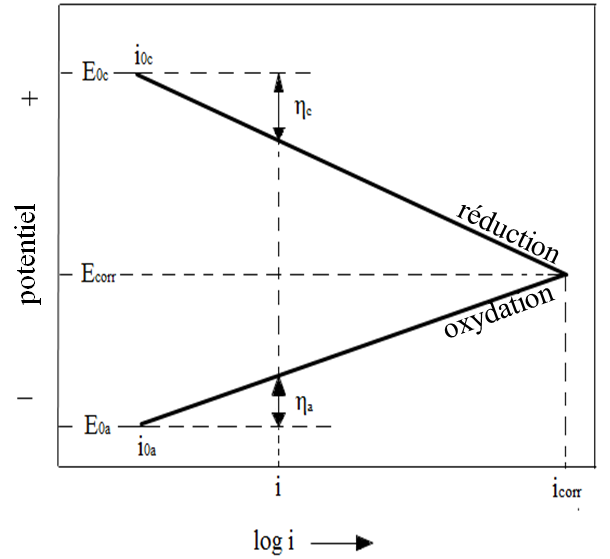 i0c
E0c
ηc
+
réduction
potentiel
Ecorr
oxydation
–
ηa
E0a
i0a
i
icorr
log i